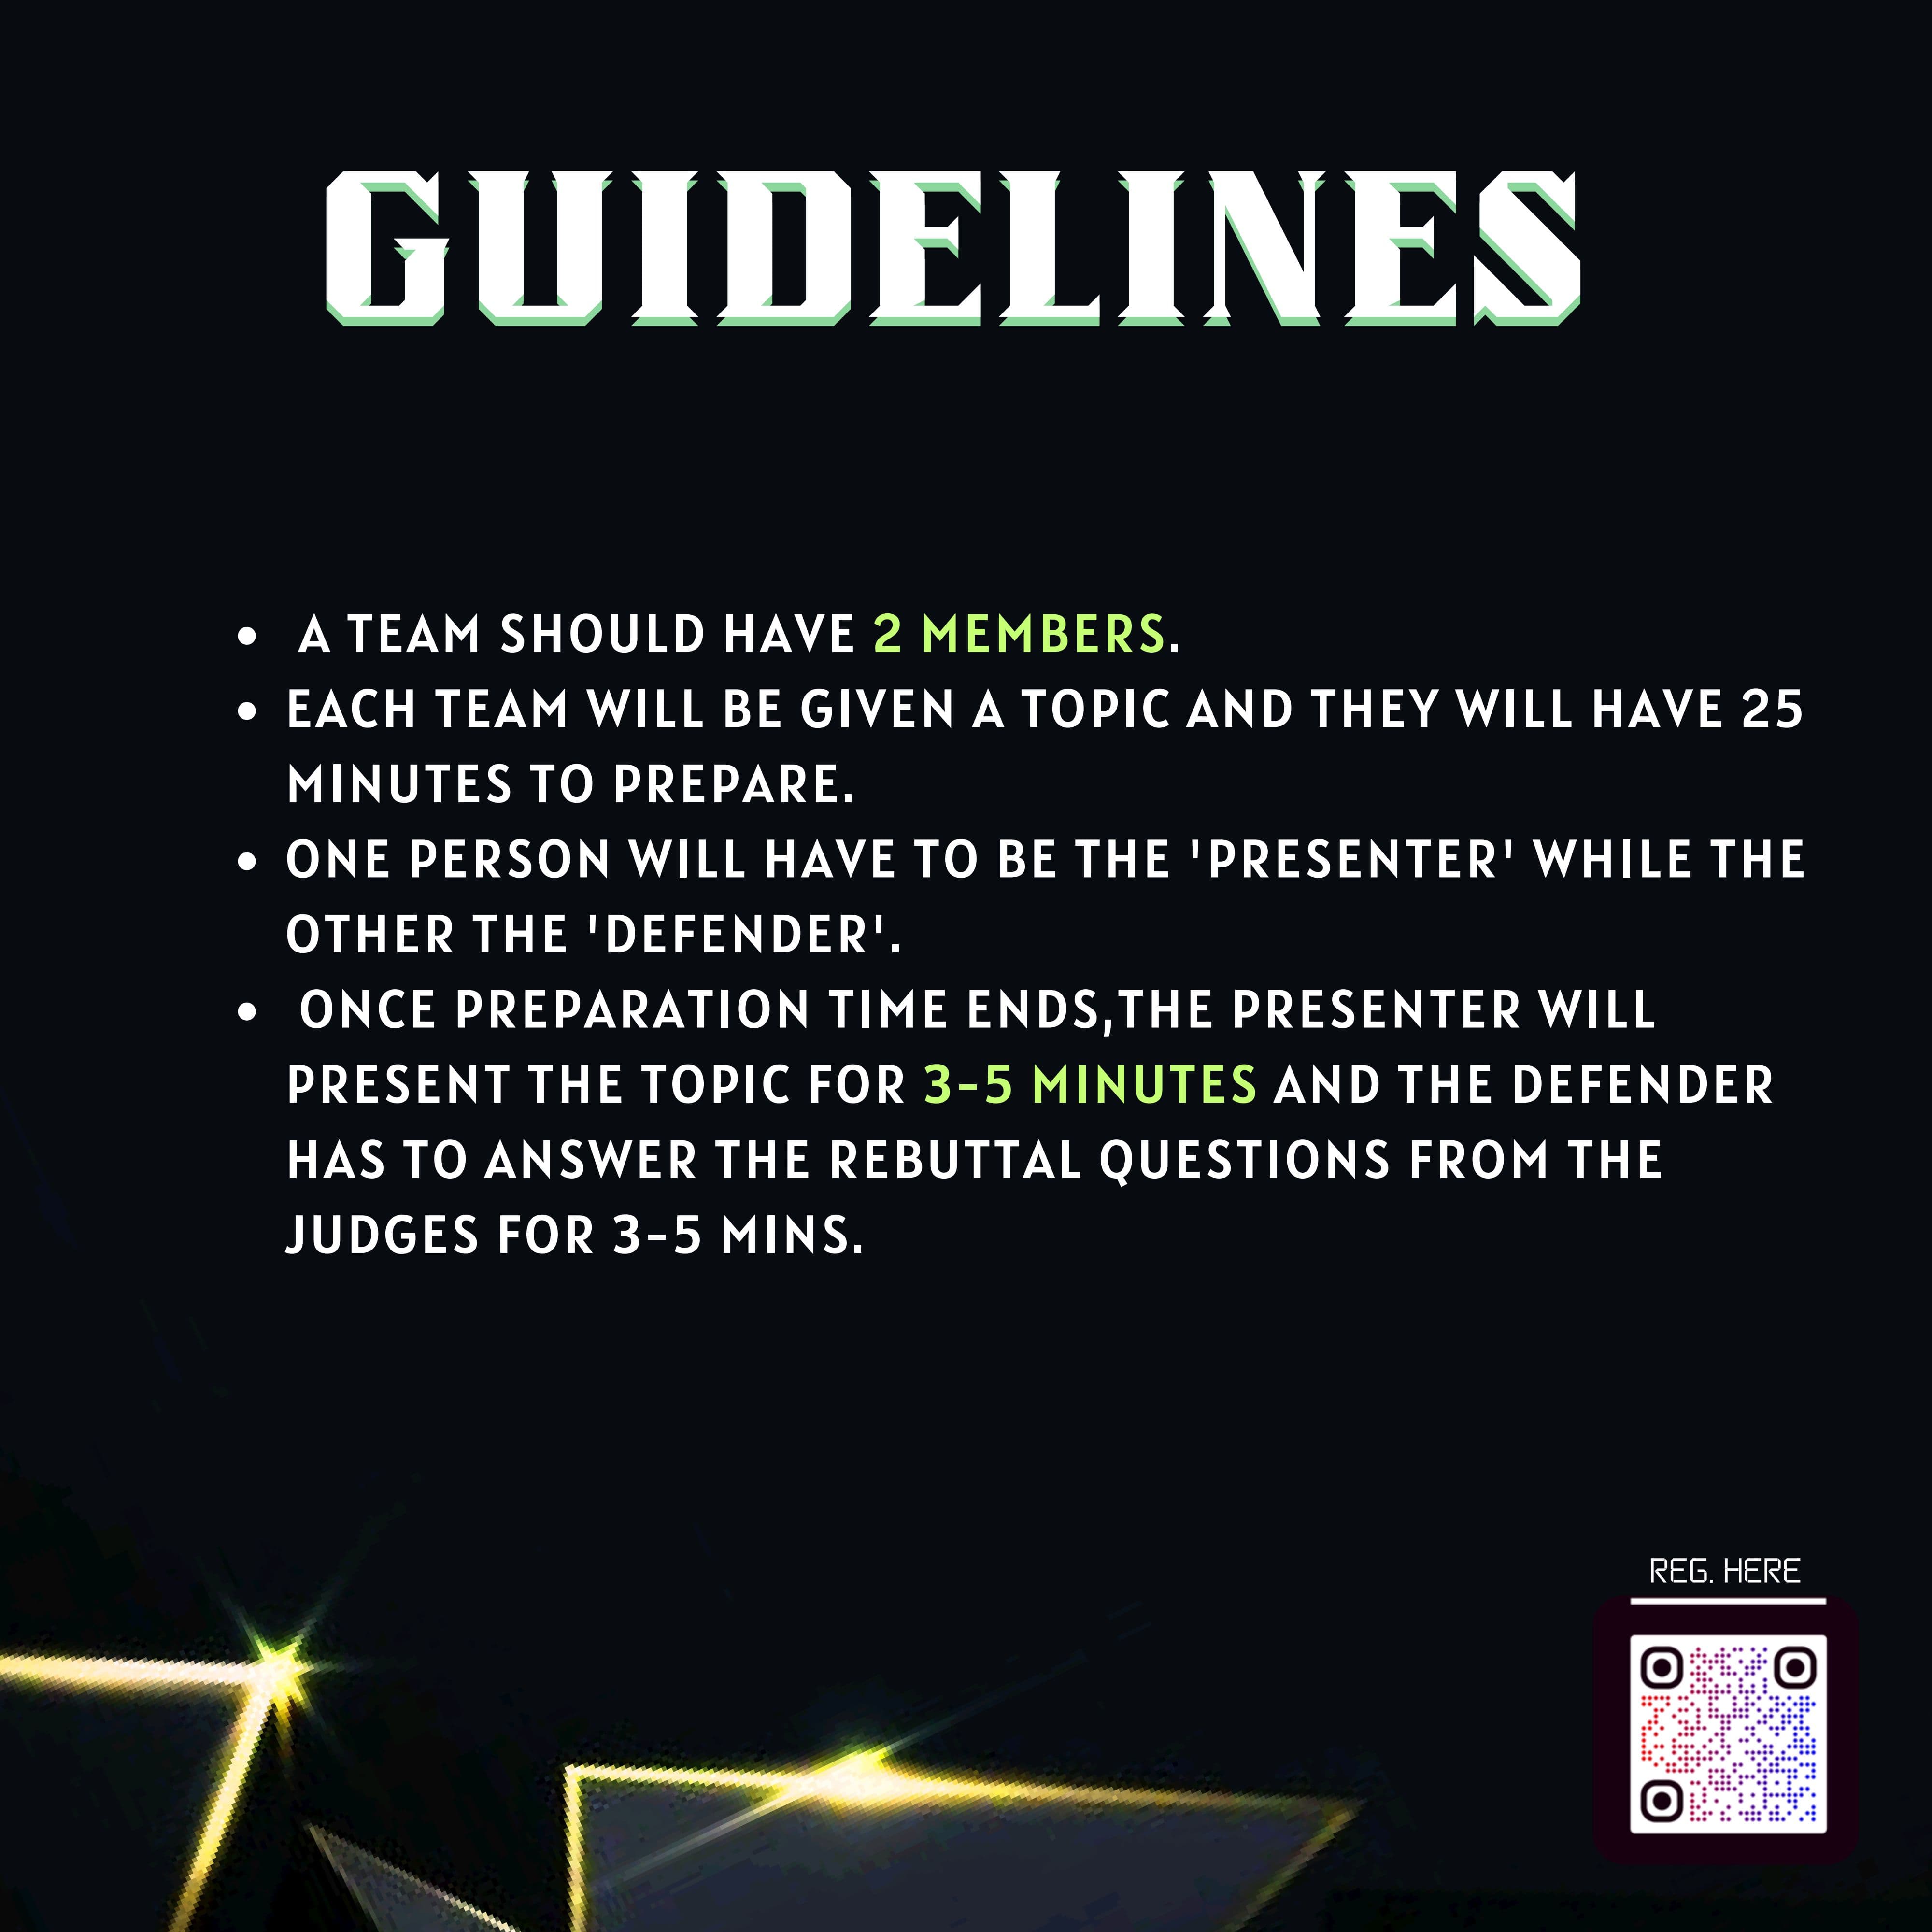 GUIDELINES
• A TEAM SHOULD HAVE 2 MEMBERS.
• EACH TEAM WILL BE GIVEN A TOPIC AND THEY WILL HAVE 25
MINUTES TO PREPARE.
• ONE PERSON WILL HAVE TO BE THE 'PRESENTER' WHILE THE
OTHER THE 'DEFENDER'.
• ONCE PREPARATION TIME ENDS,THE PRESENTER WILL
PRESENT THE TOPIC FOR 3-5 MINUTES AND THE DEFENDER
HAS TO ANSWER THE REBUTTAL QUESTIONS FROM THE
JUDGES FOR 3-5 MINS.
REG. HERE